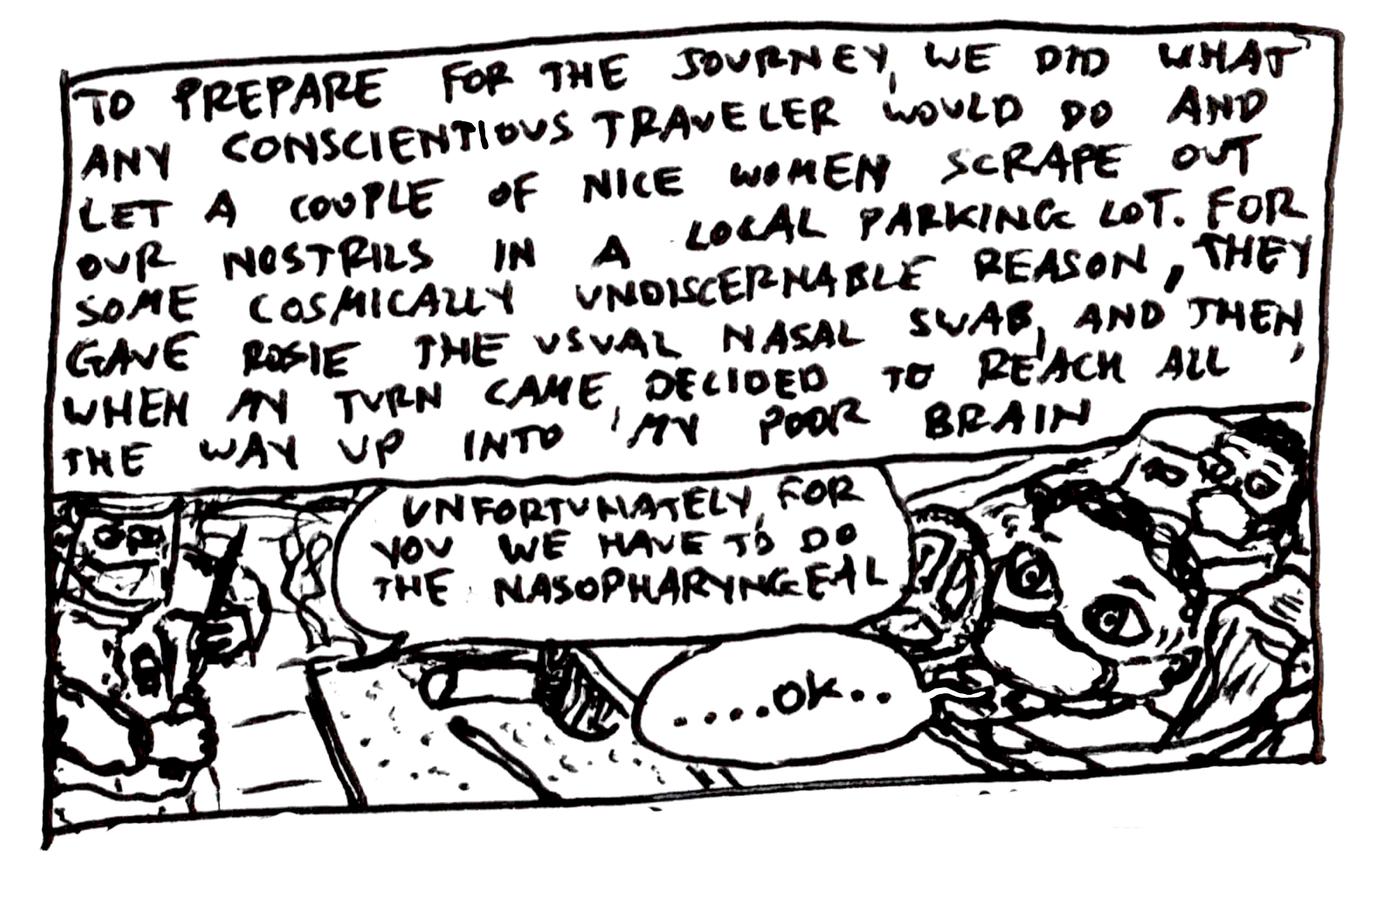 TO PREPARE FOR THE JOURNEY, WE DID WHAT
ANY CONSCIENTIOUS TRAVELER WOULD DO AND
LET A COUPLE OF NICE WOMEN SCRAPE OUT
OUR NOSTRILS IN A LOCAL PARKING LOT. FOR
SOME COSMICALLY UNDISCERNABLE REASON, THEY
GAVE ROSIE THE USUAL NASAL SWAB, AND THEN,
WHEN MY TURN CAME, DECIDED TO REACH ALL
THE WAY UP INTO MY POOR BRAIN
UNFORTUNATELY, FOR
YOU WE HAVE TO DO
THE NASOPHARYNGEAL
....OK..